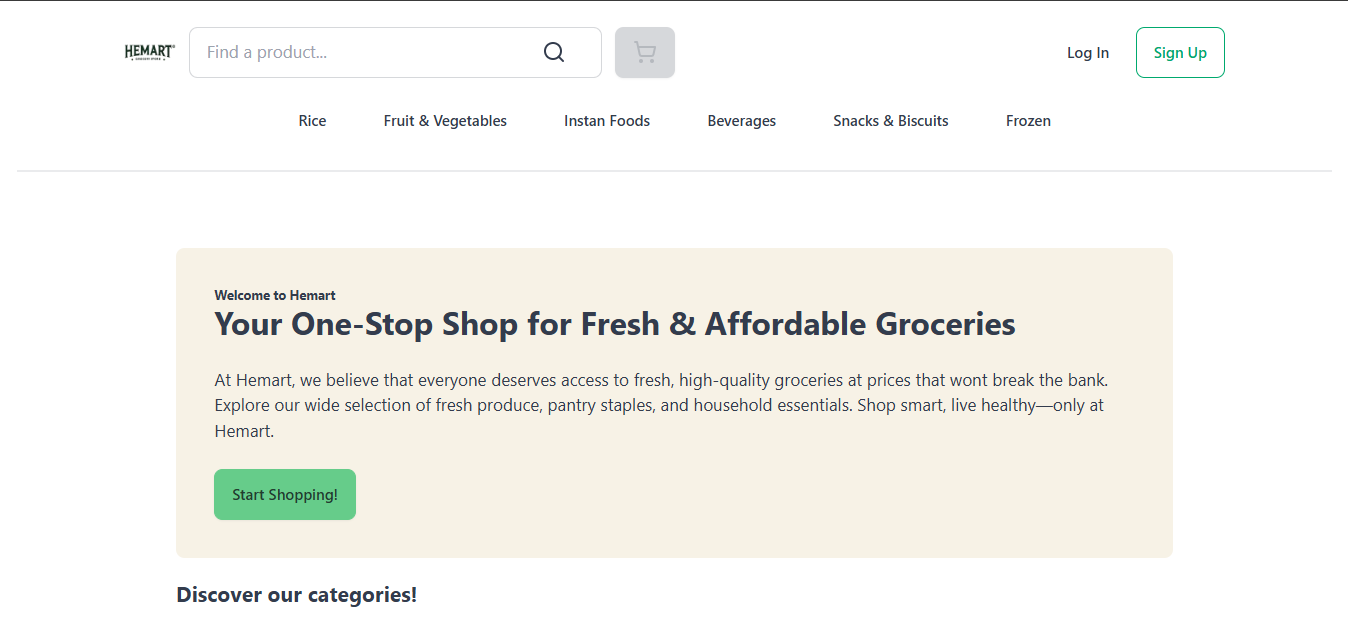 HEMART
Find a product...
Log In
Sign Up
Rice
Fruit & Vegetables
Instan Foods
Beverages
Snacks & Biscuits
Frozen
Welcome to Hemart
Your One-Stop Shop for Fresh & Affordable Groceries
At Hemart, we believe that everyone deserves access to fresh, high-quality groceries at prices that wont break the bank.
Explore our wide selection of fresh produce, pantry staples, and household essentials. Shop smart, live healthy—only at
Hemart.
Start Shopping!
Discover our categories!